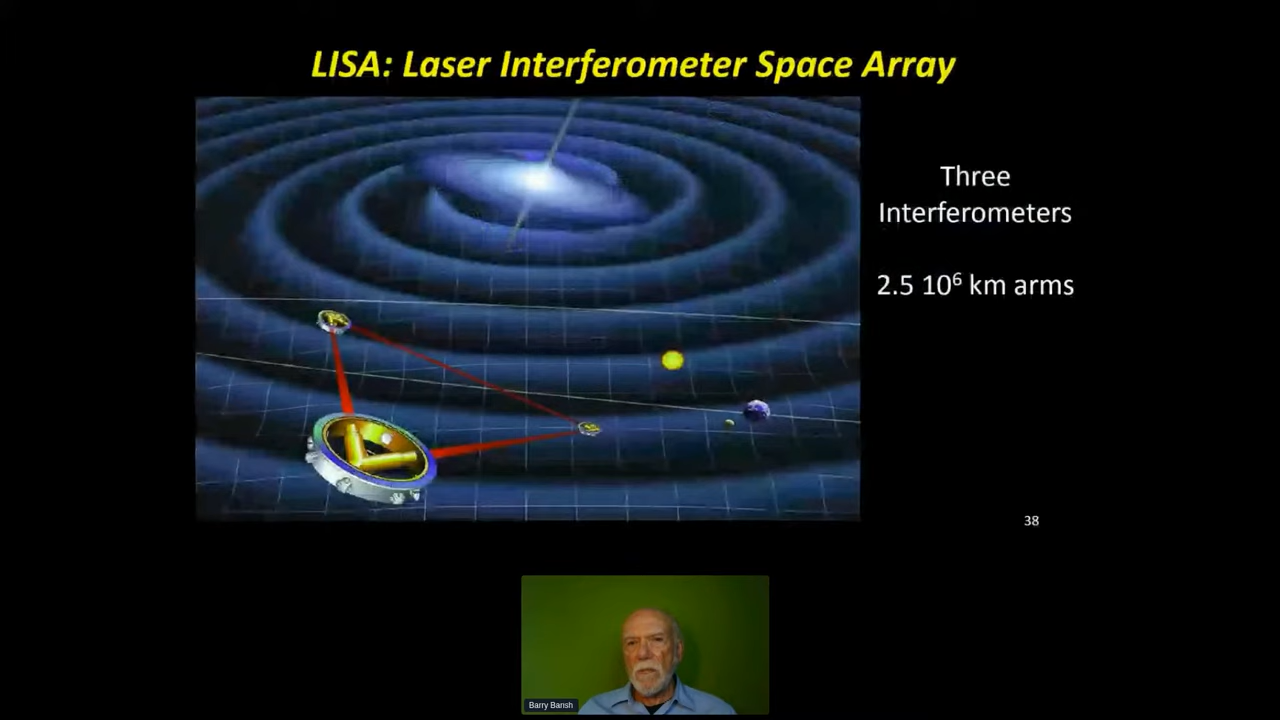 LISA: Laser Interferometer Space Array
Three
Interferometers
2.5 10⁶ km arms
38
Barry Barish